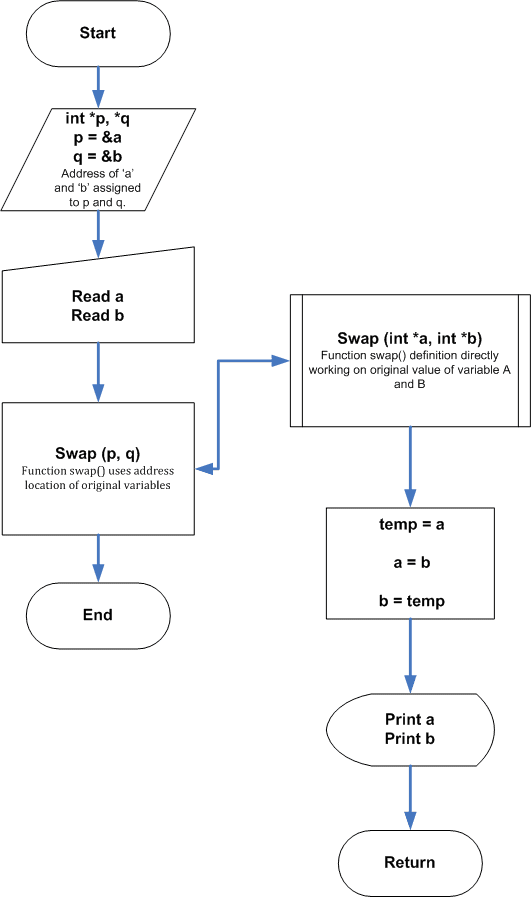 Start
int *p, *q
p = &a
q = &b
Address of ‘a’
and ‘b’ assigned
to p and q.
Read a
Read b
Swap (p, q)
Function swap() uses address
location of original variables
End
Swap (int *a, int *b)
Function swap() definition directly
working on original value of variable A
and B
temp = a
a = b
b = temp
Print a
Print b
Return